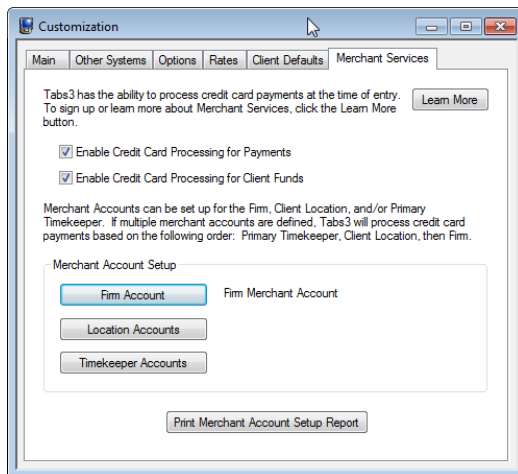 Customization
Main Other Systems Options Rates Client Defaults Merchant Services
Tabs3 has the ability to process credit card payments at the time of entry.
To sign up or learn more about Merchant Services, click the Learn More
button.
Learn More
Enable Credit Card Processing for Payments
Enable Credit Card Processing for Client Funds
Merchant Accounts can be set up for the Firm, Client Location, and/or Primary
Timekeeper. If multiple merchant accounts are defined, Tabs3 will process credit card
payments based on the following order: Primary Timekeeper, Client Location, then Firm.
Merchant Account Setup
Firm Account Firm Merchant Account
Location Accounts
Timekeeper Accounts
Print Merchant Account Setup Report